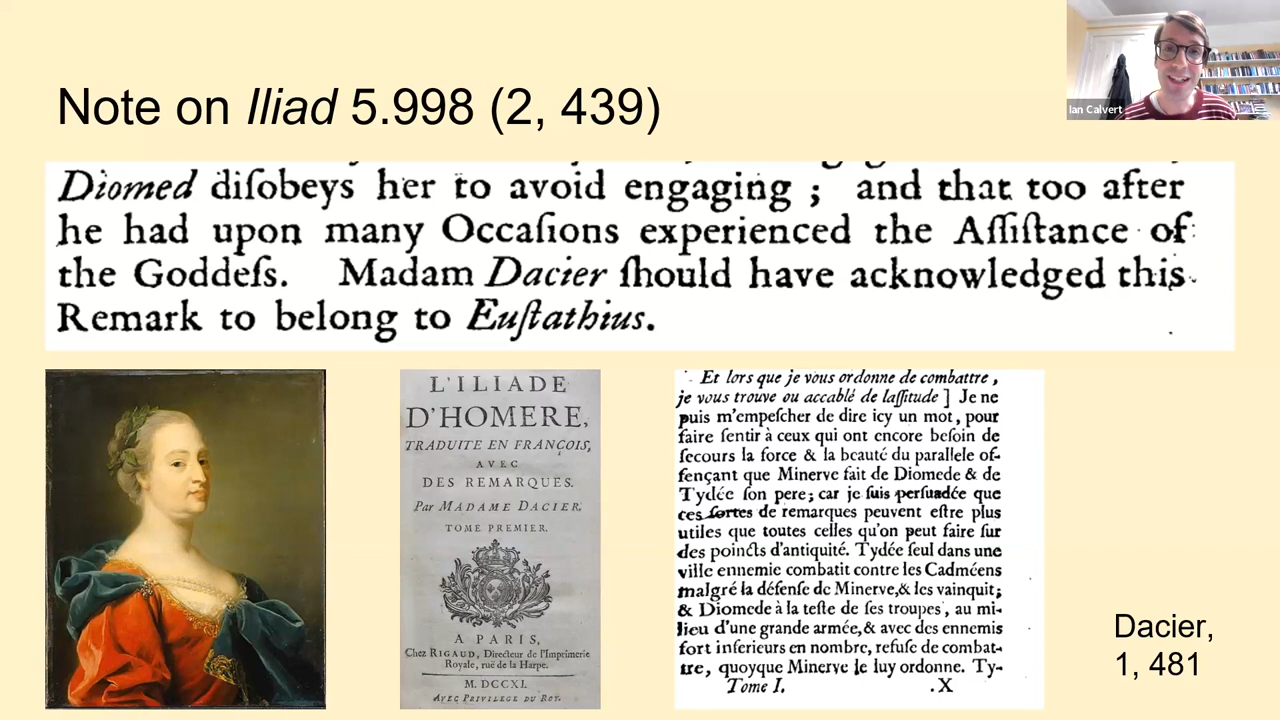 Note on Iliad 5.998 (2, 439)
Ian Calvert
Diomed diſobeys her to avoid engaging ; and that too after
he had upon many Occaſions experienced the Aſſiſtance of
the Goddeſs. Madam Dacier ſhould have acknowledged this
Remark to belong to Euſtathius.
L'ILIADE
D'HOMERE,
TRADUITE EN FRANÇOIS,
AVEC
DES REMARQUES.
Par MADAME DACIER.
TOME PREMIER.
A PARIS,
Chez RIGAUD, Directeur de l'Imprimerie
Royale, ruë de la Harpe.
M. DCCXI.
AVEC PRIVILEGE DU ROY.
Et lors que je vous ordonne de combattre ,
je vous trouve ou accablé de laſſitude ] Je ne
puis m'empeſcher de dire icy un mot, pour
faire ſentir à ceux qui ont encore beſoin de
ſecours la force & la beauté du parallele of-
fençant que Minerve fait de Diomede & de
Tydée ſon pere; car je ſuis perſuadée que
ces ſortes de remarques peuvent eſtre plus
utiles que toutes celles qu'on peut faire ſur
des poincts d'antiquité. Tydée ſeul dans une
ville ennemie combatit contre les Cadméens
malgré la défenſe de Minerve,& les vainquit;
& Diomede à la teſte de ſes troupes, au mi-
lieu d'une grande armée,& avec des ennemis
fort inferieurs en nombre, refuſe de combat-
tre, quoyque Minerve le luy ordonne. Ty-
Tome I. .X
Dacier,
1, 481